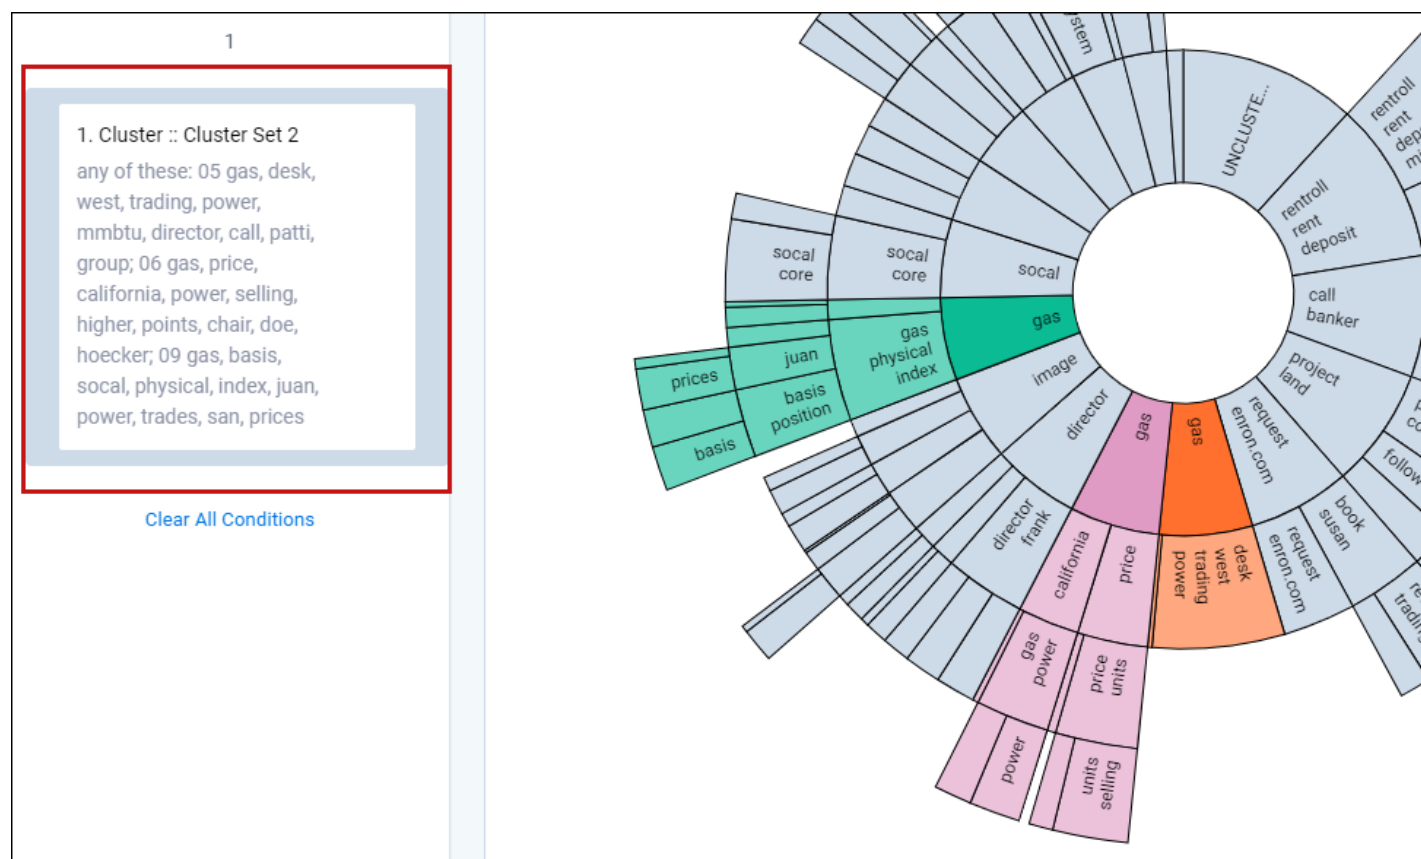 1
1. Cluster :: Cluster Set 2
any of these: 05 gas, desk,
west, trading, power,
mmbtu, director, call, patti,
group; 06 gas, price,
california, power, selling,
higher, points, chair, doe,
hoecker; 09 gas, basis,
socal, physical, index, juan,
power, trades, san, prices
Clear All Conditions
UNCLUSTE...
rentroll
rent
rentroll
rent
deposit
call
banker
project
land
follow
request
enron.com
book
susan
request
enron.com
gas
desk
west
trading
power
gas
price
california
price
units
gas
power
units
selling
power
director
director
frank
image
gas
gas
physical
index
juan
basis
position
prices
basis
socal
socal
core
socal
core